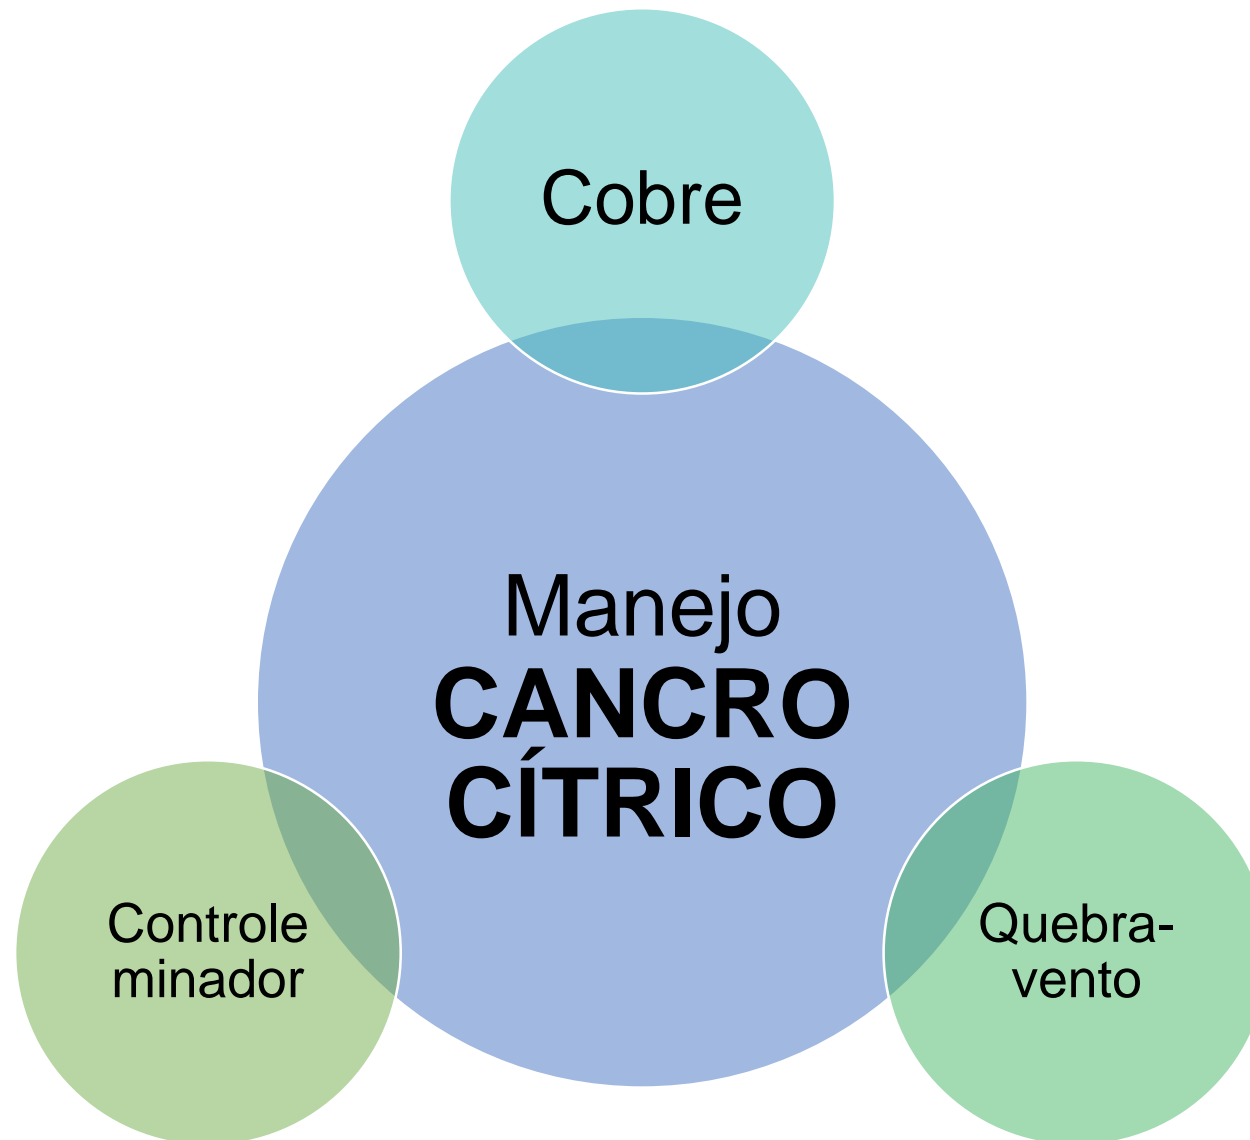 Cobre
Manejo
CANCRO
CÍTRICO
Controle
minador
Quebra-
vento